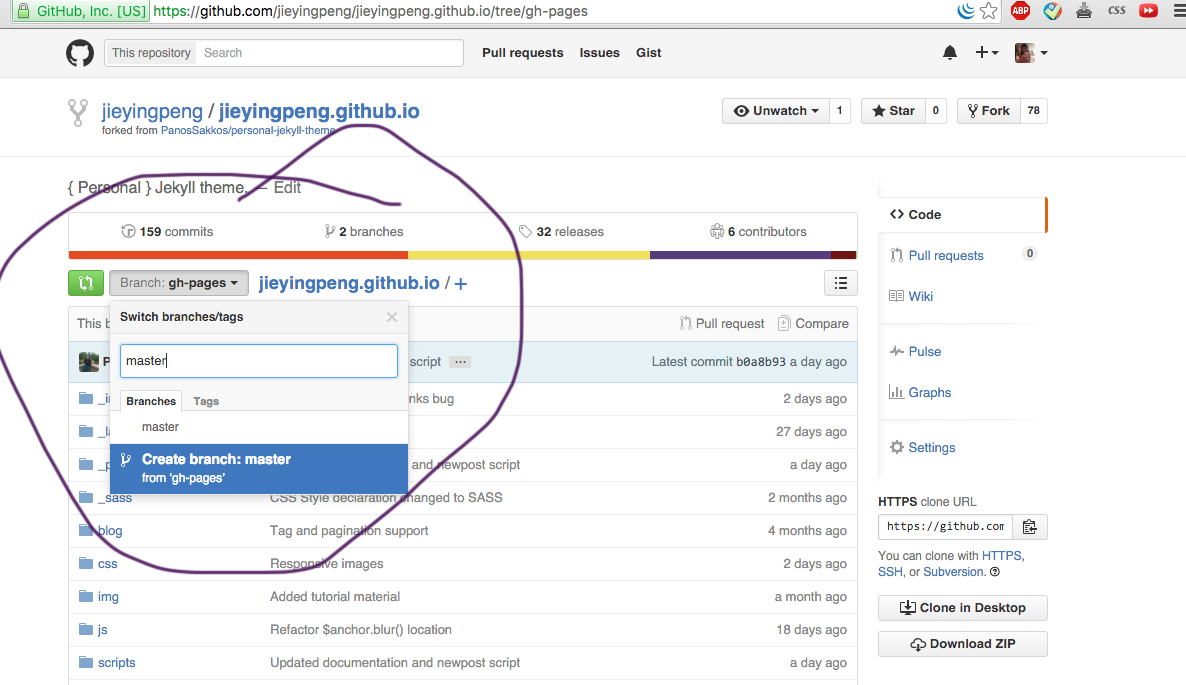 GitHub, Inc. [US] https://github.com/jieyingpeng/jieyingpeng.github.io/tree/gh-pages
ABP CSS
This repository Search Pull requests Issues Gist
jieyingpeng / jieyingpeng.github.io Unwatch 1 Star 0 Fork 78
forked from PanosSakkos/personal-jekyll-theme
{ Personal } Jekyll theme. — Edit
159 commits 2 branches 32 releases 6 contributors
Branch: gh-pages jieyingpeng.github.io / +
Switch branches/tags
This b Pull request Compare
master
P script ... Latest commit b0a8b93 a day ago
Branches Tags
_i nks bug 2 days ago
master
_la 27 days ago
Create branch: master
from 'gh-pages'
_p and newpost script a day ago
_sass CSS Style declaration changed to SASS 2 months ago
blog Tag and pagination support 4 months ago
css Responsive images 2 days ago
img Added tutorial material a month ago
js Refactor $anchor.blur() location 18 days ago
scripts Updated documentation and newpost script a day ago
Code
Pull requests 0
Wiki
Pulse
Graphs
Settings
HTTPS clone URL
https://github.com
You can clone with HTTPS,
SSH, or Subversion.
Clone in Desktop
Download ZIP